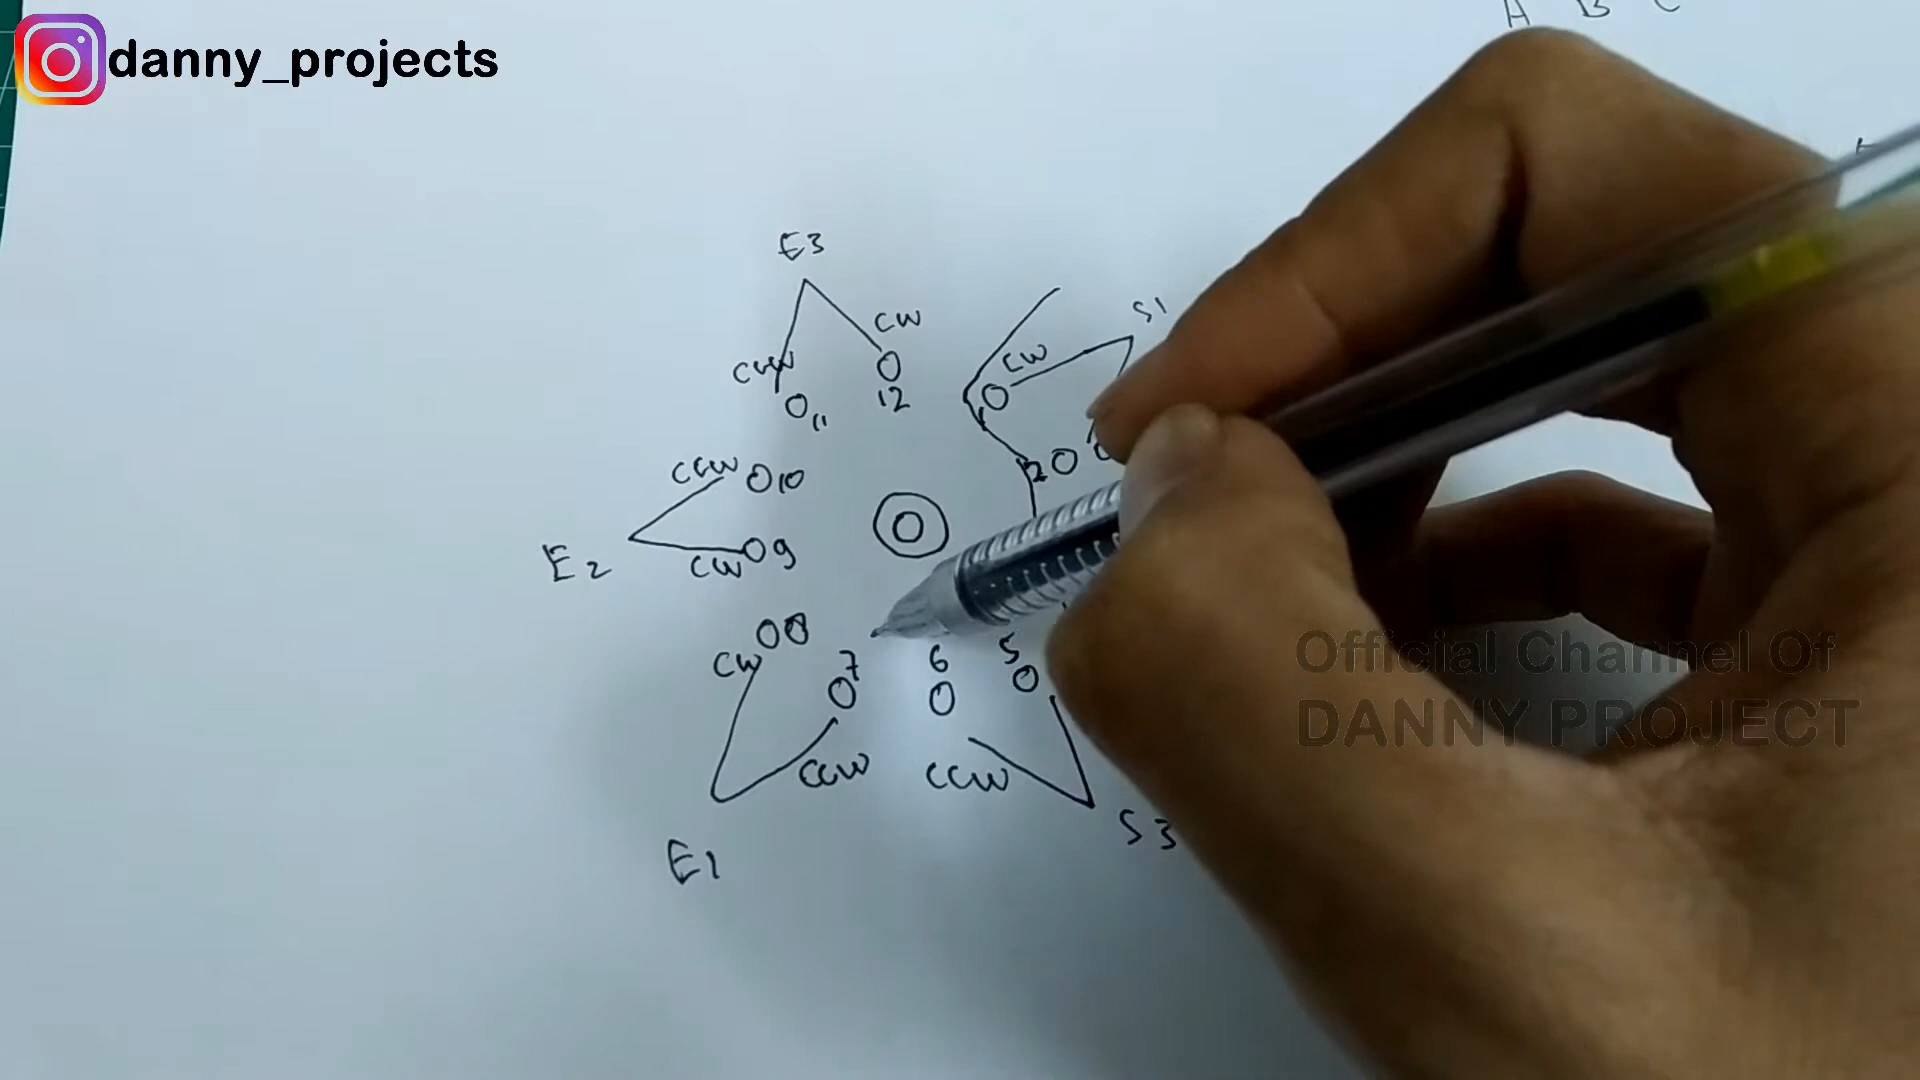 danny_projects
A B C
E3
S1
CW
CW
CCW
12
11
CCW
10
2
E2
CW
9
8
CW
7
6
5
CCW
CCW
S3
E1
Official Channel Of
DANNY PROJECT